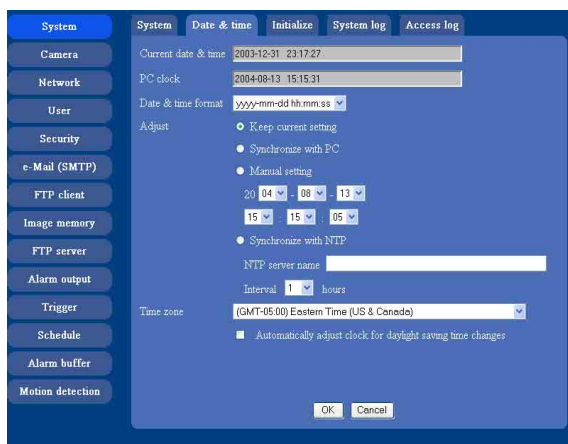 System
Camera
Network
User
Security
e-Mail (SMTP)
FTP client
Image memory
FTP server
Alarm output
Trigger
Schedule
Alarm buffer
Motion detection
System Date & time Initialize System log Access log
Current date & time 2003-12-31 23:17:27
PC clock 2004-08-13 15:15:31
Date & time format yyyy-mm-dd hh:mm:ss
Adjust Keep current setting
Synchronize with PC
Manual setting
20 04 - 08 - 13
15 : 15 : 05
Synchronize with NTP
NTP server name
Interval 1 hours
Time zone (GMT-05:00) Eastern Time (US & Canada)
Automatically adjust clock for daylight saving time changes
OK Cancel